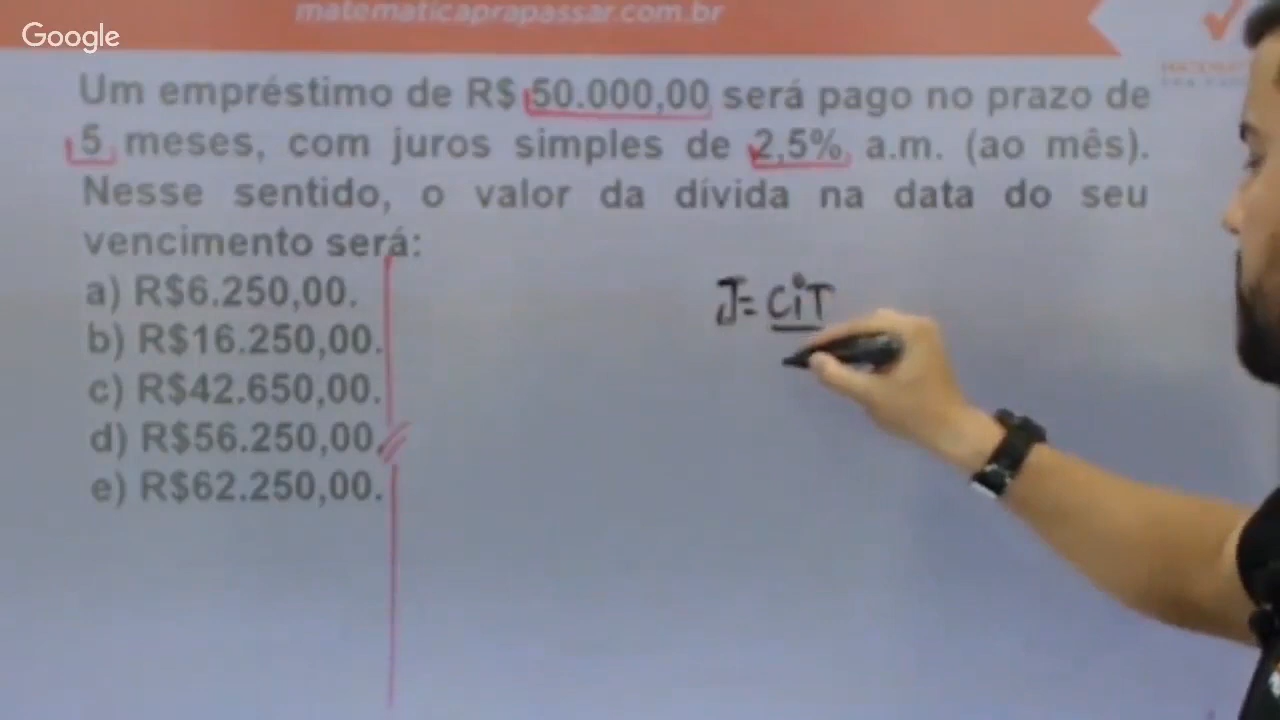 matematicaprapassar.com.br
Google
Um empréstimo de R$ 50.000,00 será pago no prazo de
5 meses, com juros simples de 2,5% a.m. (ao mês).
Nesse sentido, o valor da dívida na data do seu
vencimento será:
a) R$6.250,00.
b) R$16.250,00.
c) R$42.650,00.
d) R$56.250,00.
e) R$62.250,00.
J= CiT